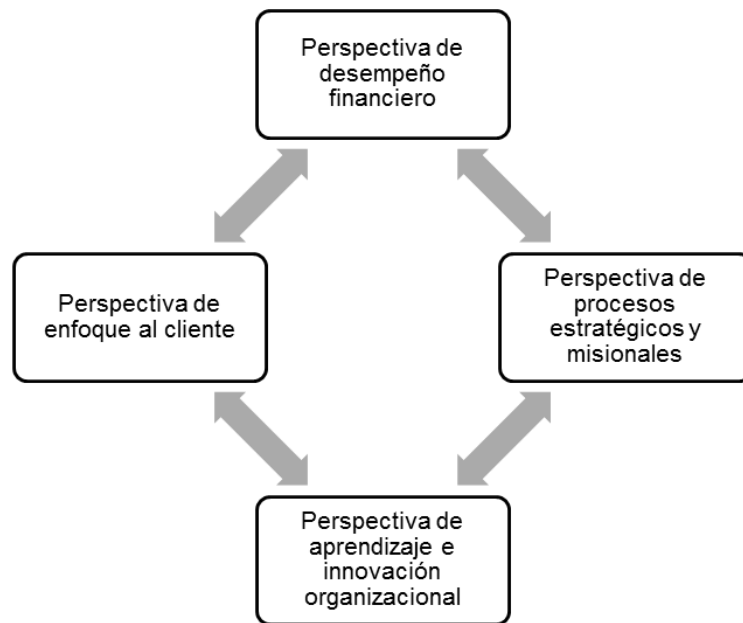 Perspectiva de
desempeño
financiero
Perspectiva de
enfoque al cliente
Perspectiva de
procesos
estratégicos y
misionales
Perspectiva de
aprendizaje e
innovación
organizacional